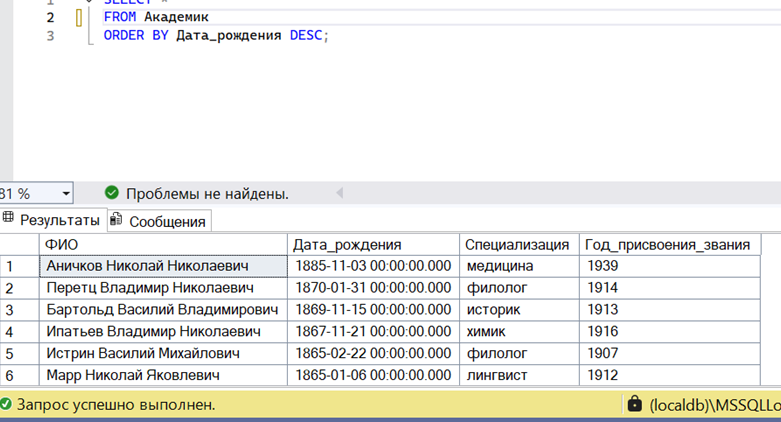 1 SELECT *
2 FROM Академик
3 ORDER BY Дата_рождения DESC;
81 % Проблемы не найдены.
Результаты Сообщения
ФИО Дата_рождения Специализация Год_присвоения_звания
1 Аничков Николай Николаевич 1885-11-03 00:00:00.000 медицина 1939
2 Перетц Владимир Николаевич 1870-01-31 00:00:00.000 филолог 1914
3 Бартольд Василий Владимирович 1869-11-15 00:00:00.000 историк 1913
4 Ипатьев Владимир Николаевич 1867-11-21 00:00:00.000 химик 1916
5 Истрин Василий Михайлович 1865-02-22 00:00:00.000 филолог 1907
6 Марр Николай Яковлевич 1865-01-06 00:00:00.000 лингвист 1912
Запрос успешно выполнен. (localdb)\MSSQLLo